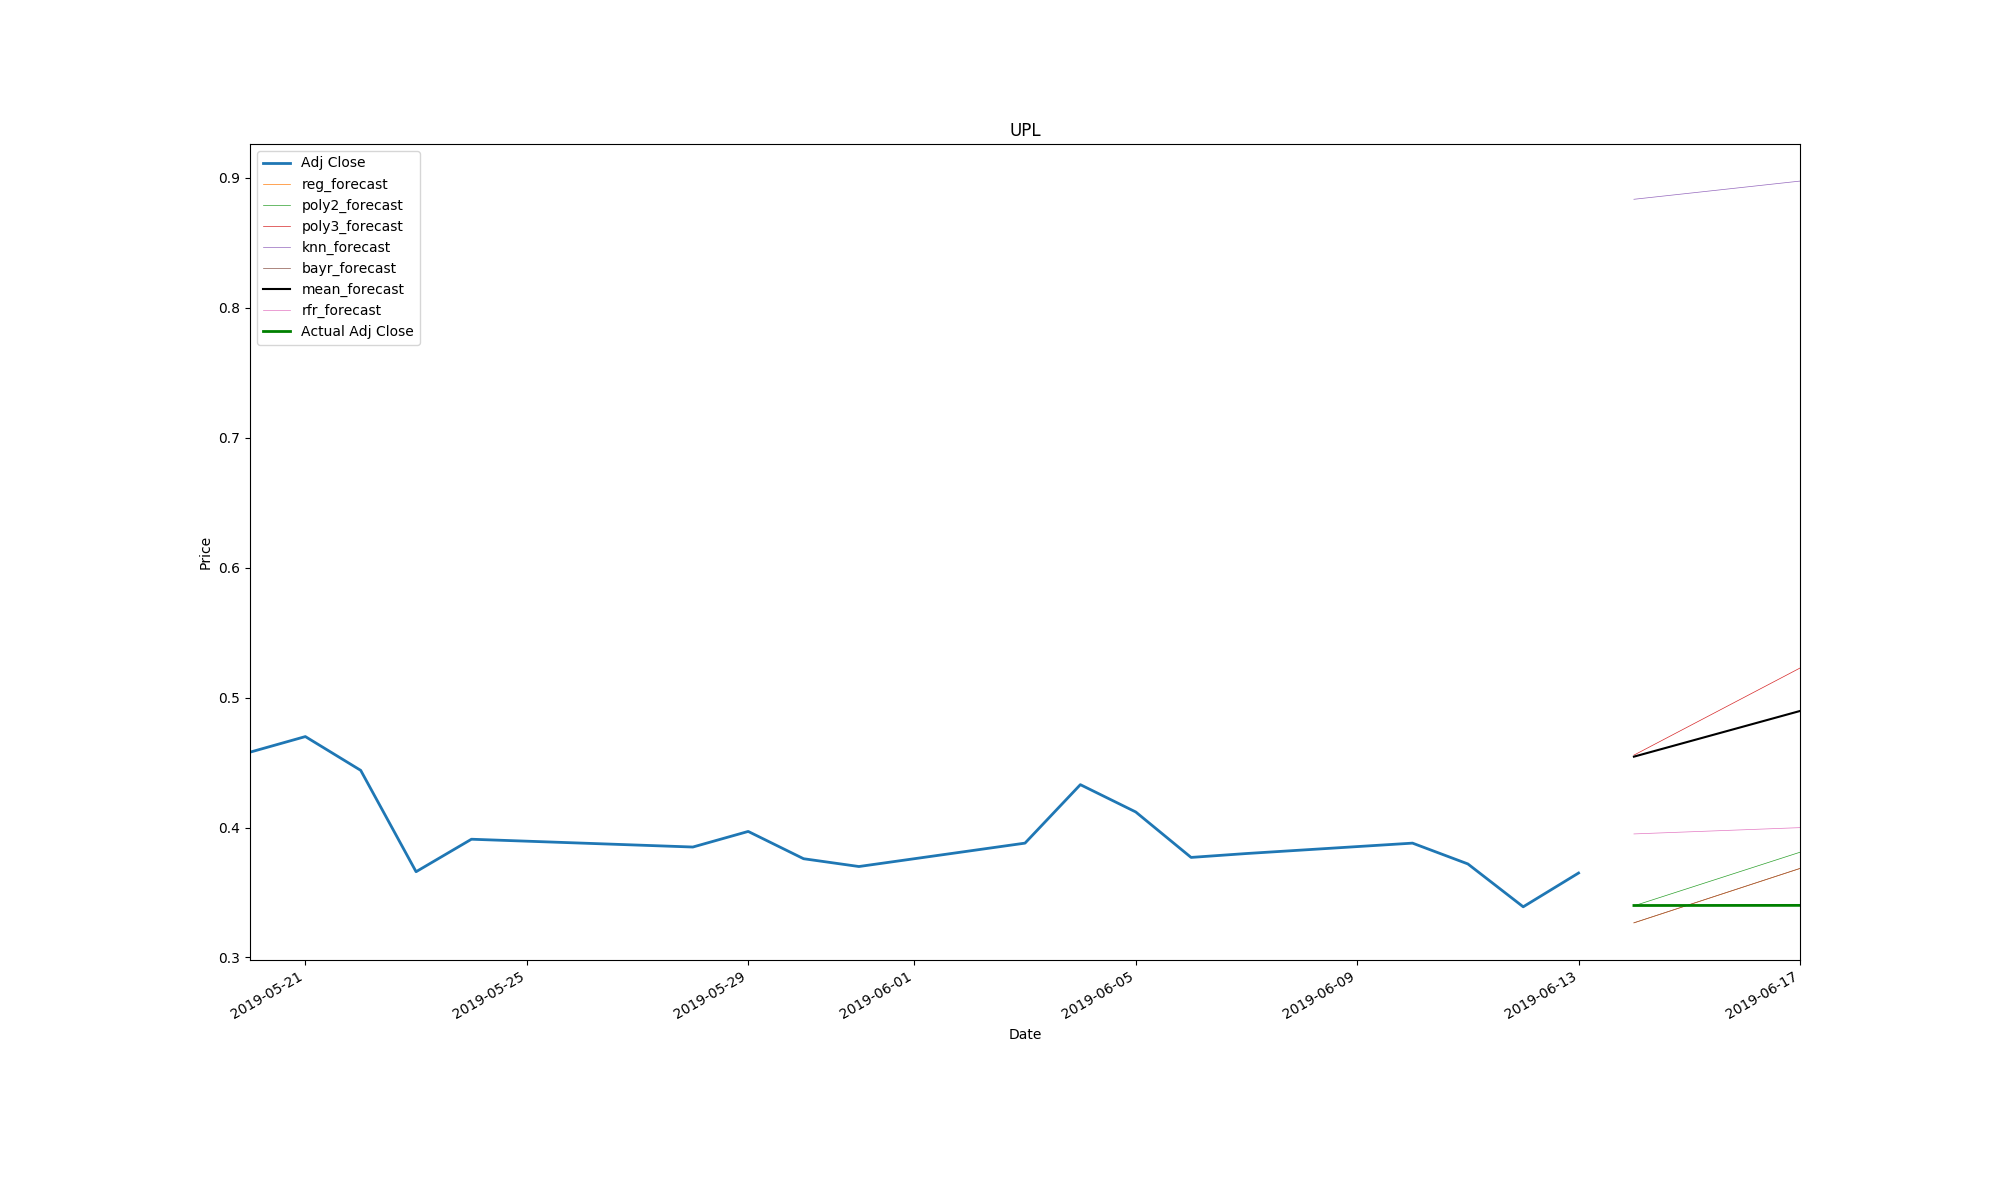 UPL
Adj Close
reg_forecast
poly2_forecast
poly3_forecast
knn_forecast
bayr_forecast
mean_forecast
rfr_forecast
Actual Adj Close
0.9
0.8
0.7
0.6
0.5
0.4
0.3
Price
2019-05-21
2019-05-25
2019-05-29
2019-06-01
2019-06-05
2019-06-09
2019-06-13
2019-06-17
Date